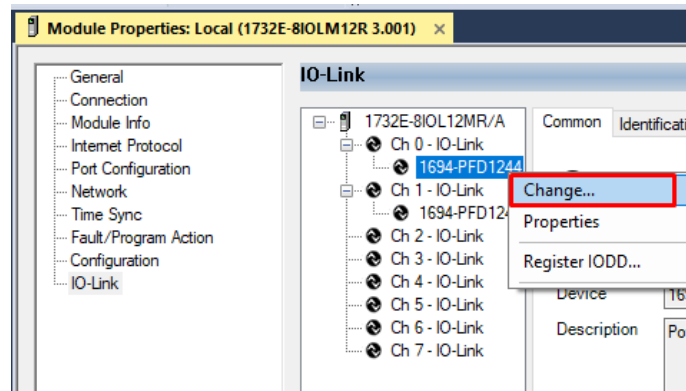 Module Properties: Local (1732E-8IOLM12R 3.001) ×
General
Connection
Module Info
Internet Protocol
Port Configuration
Network
Time Sync
Fault/Program Action
Configuration
IO-Link
IO-Link
1732E-8IOL12MR/A
Ch 0 - IO-Link
1694-PFD1244
Ch 1 - IO-Link
1694-PFD124
Ch 2 - IO-Link
Ch 3 - IO-Link
Ch 4 - IO-Link
Ch 5 - IO-Link
Ch 6 - IO-Link
Ch 7 - IO-Link
Common Identificati
Change...
Properties
Register IODD...
Device 16
Description Po